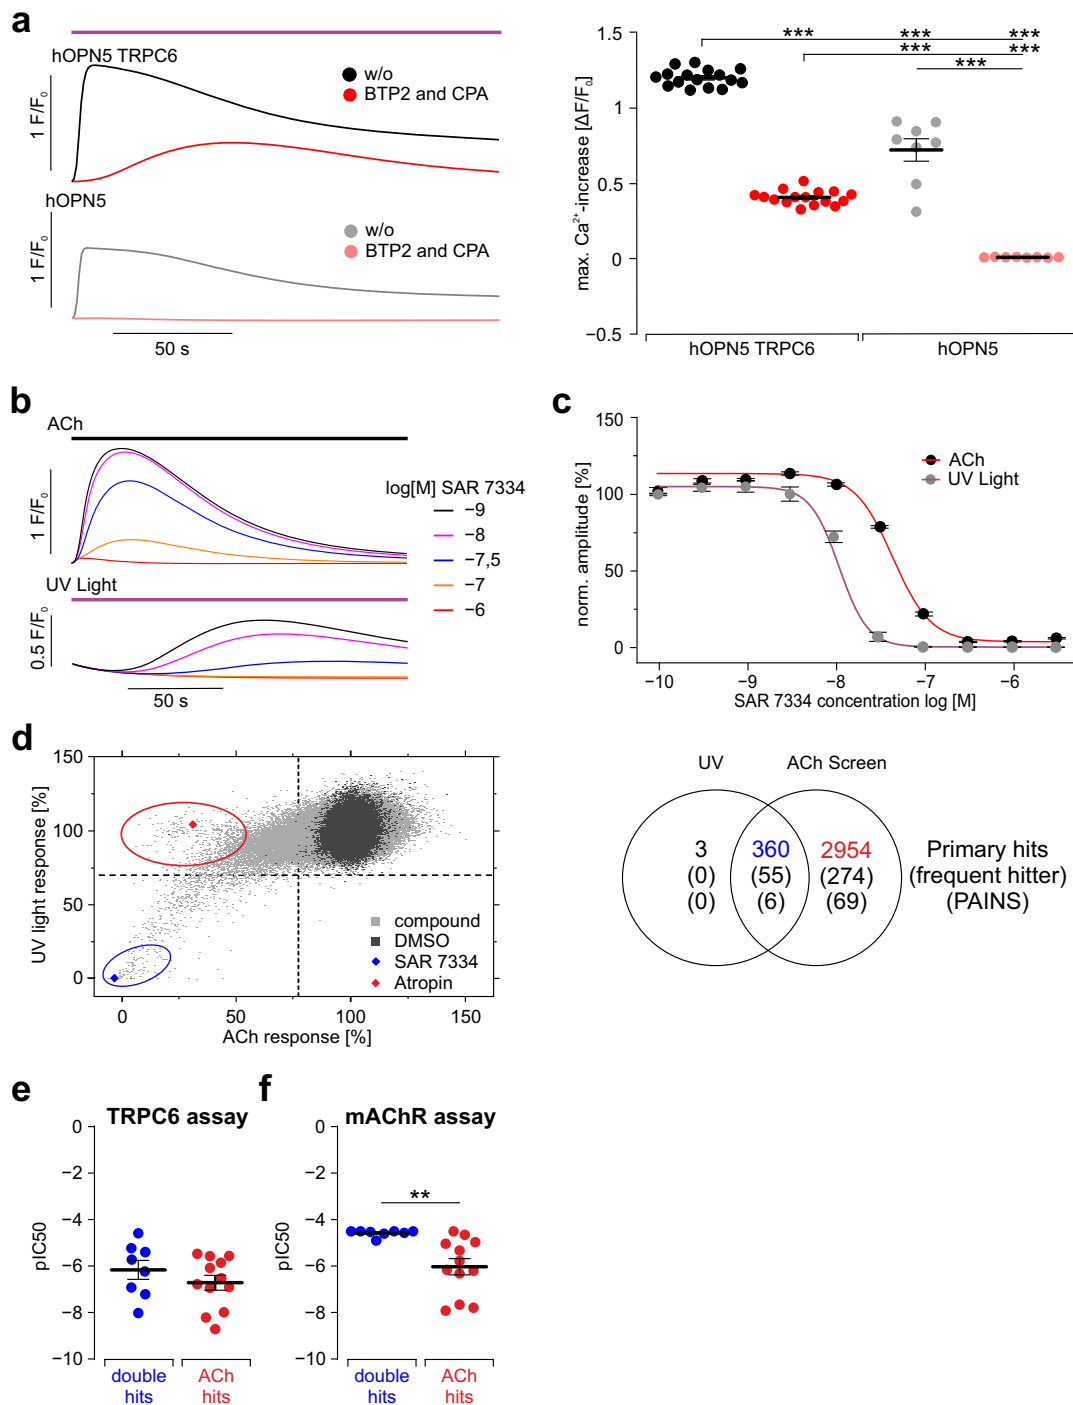 a
hOPN5 TRPC6
w/o
BTP2 and CPA
1 F/F0
hOPN5
w/o
BTP2 and CPA
1 F/F0
50 s
max. Ca2+-increase [ΔF/F0]
1.5
1
0.5
0
−0.5
*** *** ***
*** ***
***
hOPN5 TRPC6
hOPN5
b
ACh
1 F/F0
log[M] SAR 7334
−9
−8
−7,5
−7
−6
UV Light
0.5 F/F0
50 s
c
norm. amplitude [%]
150
100
50
0
ACh
UV Light
−10 −9 −8 −7 −6
SAR 7334 concentration log [M]
d
UV light response [%]
150
100
50
0
compound
DMSO
SAR 7334
Atropin
0 50 100 150
ACh response [%]
UV ACh Screen
3 360 2954 Primary hits
(0) (55) (274) (frequent hitter)
(0) (6) (69) (PAINS)
e
TRPC6 assay
pIC50
0
−2
−4
−6
−8
−10
double hits
ACh hits
f
mAChR assay
pIC50
0
−2
−4
−6
−8
−10
**
double hits
ACh hits